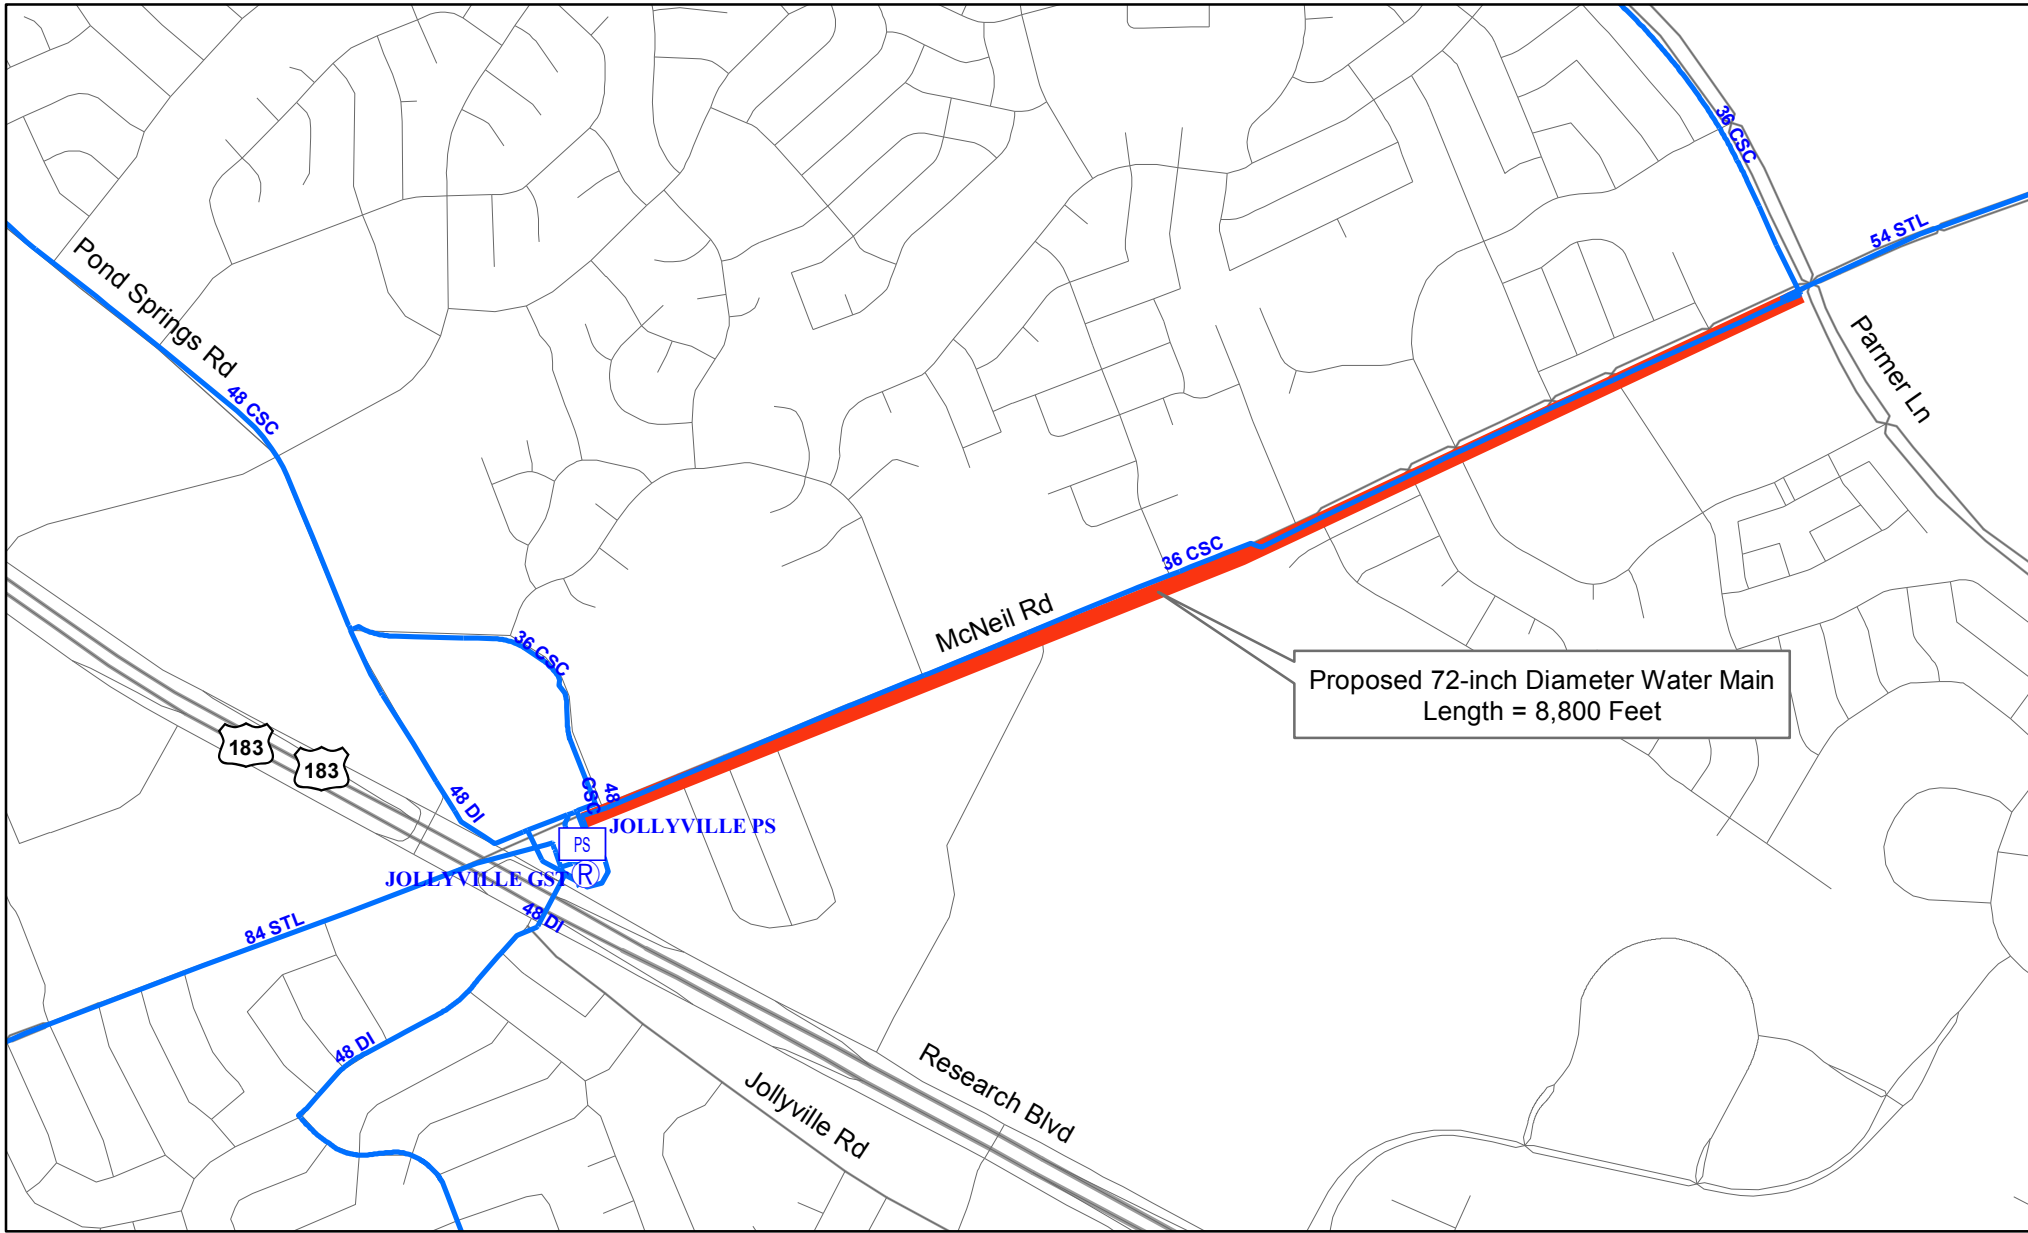 36 CSC
54 STL
Pond Springs Rd
Parmer Ln
48 CSC
36 CSC
McNeil Rd
36 CSC
Proposed 72-inch Diameter Water Main
Length = 8,800 Feet
183
183
48 DI
48
CSC
JOLLYVILLE PS
PS
JOLLYVILLE GST
R
48 DI
84 STL
48 DI
Research Blvd
Jollyville Rd